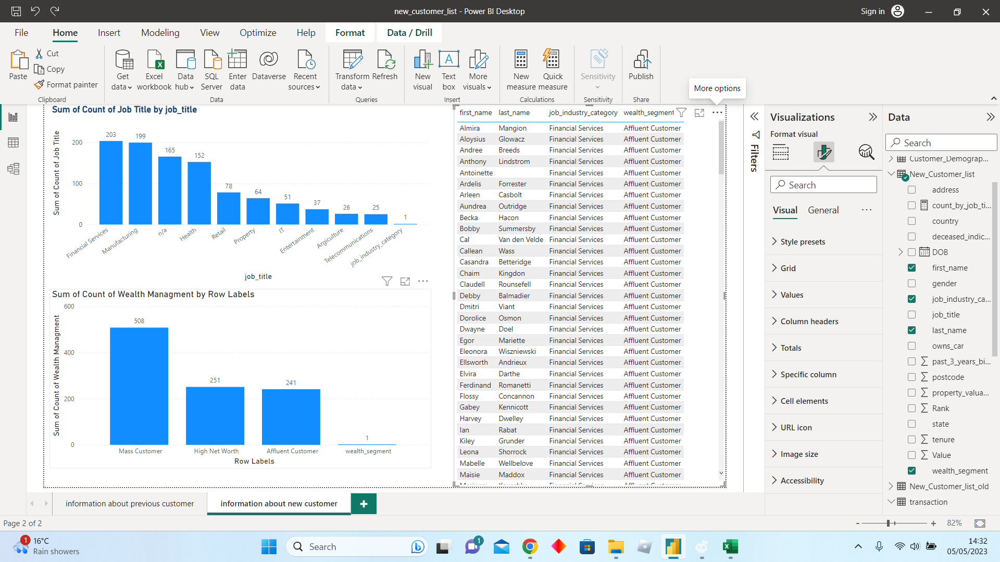 new_customer_list - Power BI Desktop
Sign in
File Home Insert Modeling View Optimize Help Format Data / Drill
Paste
Cut
Copy
Format painter
Clipboard
Get data
Excel workbook
Data hub
SQL Server
Enter data
Dataverse
Recent sources
Data
Transform data
Refresh
Queries
New visual
Text box
More visuals
Insert
New measure
Quick measure
Calculations
Sensitivity
Sensitivity
Publish
Share
More options
Sum of Count of Job Title by job_title
Sum of Count of Job Title
200
100
0
203
199
165
152
78
64
51
37
26
25
1
Financial Services
Manufacturing
n/a
Health
Retail
Property
IT
Entertainment
Argiculture
Telecommunications
job_industry_category
job_title
Sum of Count of Wealth Managment by Row Labels
Sum of Count of Wealth Managment
600
400
200
0
508
251
241
1
Mass Customer
High Net Worth
Affluent Customer
wealth_segment
Row Labels
first_name last_name job_industry_category wealth_segment
Almira Mangion Financial Services Affluent Customer
Aloysius Glowacz Financial Services Affluent Customer
Andree Breeds Financial Services Affluent Customer
Anthony Lindstrom Financial Services Affluent Customer
Antoinette Financial Services Affluent Customer
Ardelis Forrester Financial Services Affluent Customer
Arleen Casbolt Financial Services Affluent Customer
Aundrea Outridge Financial Services Affluent Customer
Becka Hacon Financial Services Affluent Customer
Bobby Summersby Financial Services Affluent Customer
Cal Van den Velde Financial Services Affluent Customer
Callean Wass Financial Services Affluent Customer
Casandra Betteridge Financial Services Affluent Customer
Chaim Kingdon Financial Services Affluent Customer
Claudell Rounsefell Financial Services Affluent Customer
Debby Balmadier Financial Services Affluent Customer
Dmitri Viant Financial Services Affluent Customer
Dorolice Osmon Financial Services Affluent Customer
Dwayne Doel Financial Services Affluent Customer
Egor Mariette Financial Services Affluent Customer
Eleonora Wiszniewski Financial Services Affluent Customer
Ellsworth Andrieux Financial Services Affluent Customer
Elvira Darthe Financial Services Affluent Customer
Ferdinand Romanetti Financial Services Affluent Customer
Flossy Concannon Financial Services Affluent Customer
Gabey Kennicott Financial Services Affluent Customer
Harvey Dwelley Financial Services Affluent Customer
Ian Rabat Financial Services Affluent Customer
Kiley Grunder Financial Services Affluent Customer
Leona Shorrock Financial Services Affluent Customer
Mabelle Wellbelove Financial Services Affluent Customer
Maisie Maddox Financial Services Affluent Customer
Financial Services Affluent Customer
Filters
Visualizations
Format visual
Search
Visual General
Style presets
Grid
Values
Column headers
Totals
Specific column
Cell elements
URL icon
Image size
Accessibility
Data
Search
Customer_Demograp...
New_Customer_list
address
count_by_job_ti...
country
deceased_indic...
DOB
first_name
gender
job_industry_ca...
job_title
last_name
owns_car
past_3_years_bi...
postcode
property_valua...
Rank
state
tenure
Value
wealth_segment
New_Customer_list_old
transaction
information about previous customer
information about new customer
Page 2 of 2
- + 82%
1
16°C
Rain showers
Search
1
14:32
05/05/2023